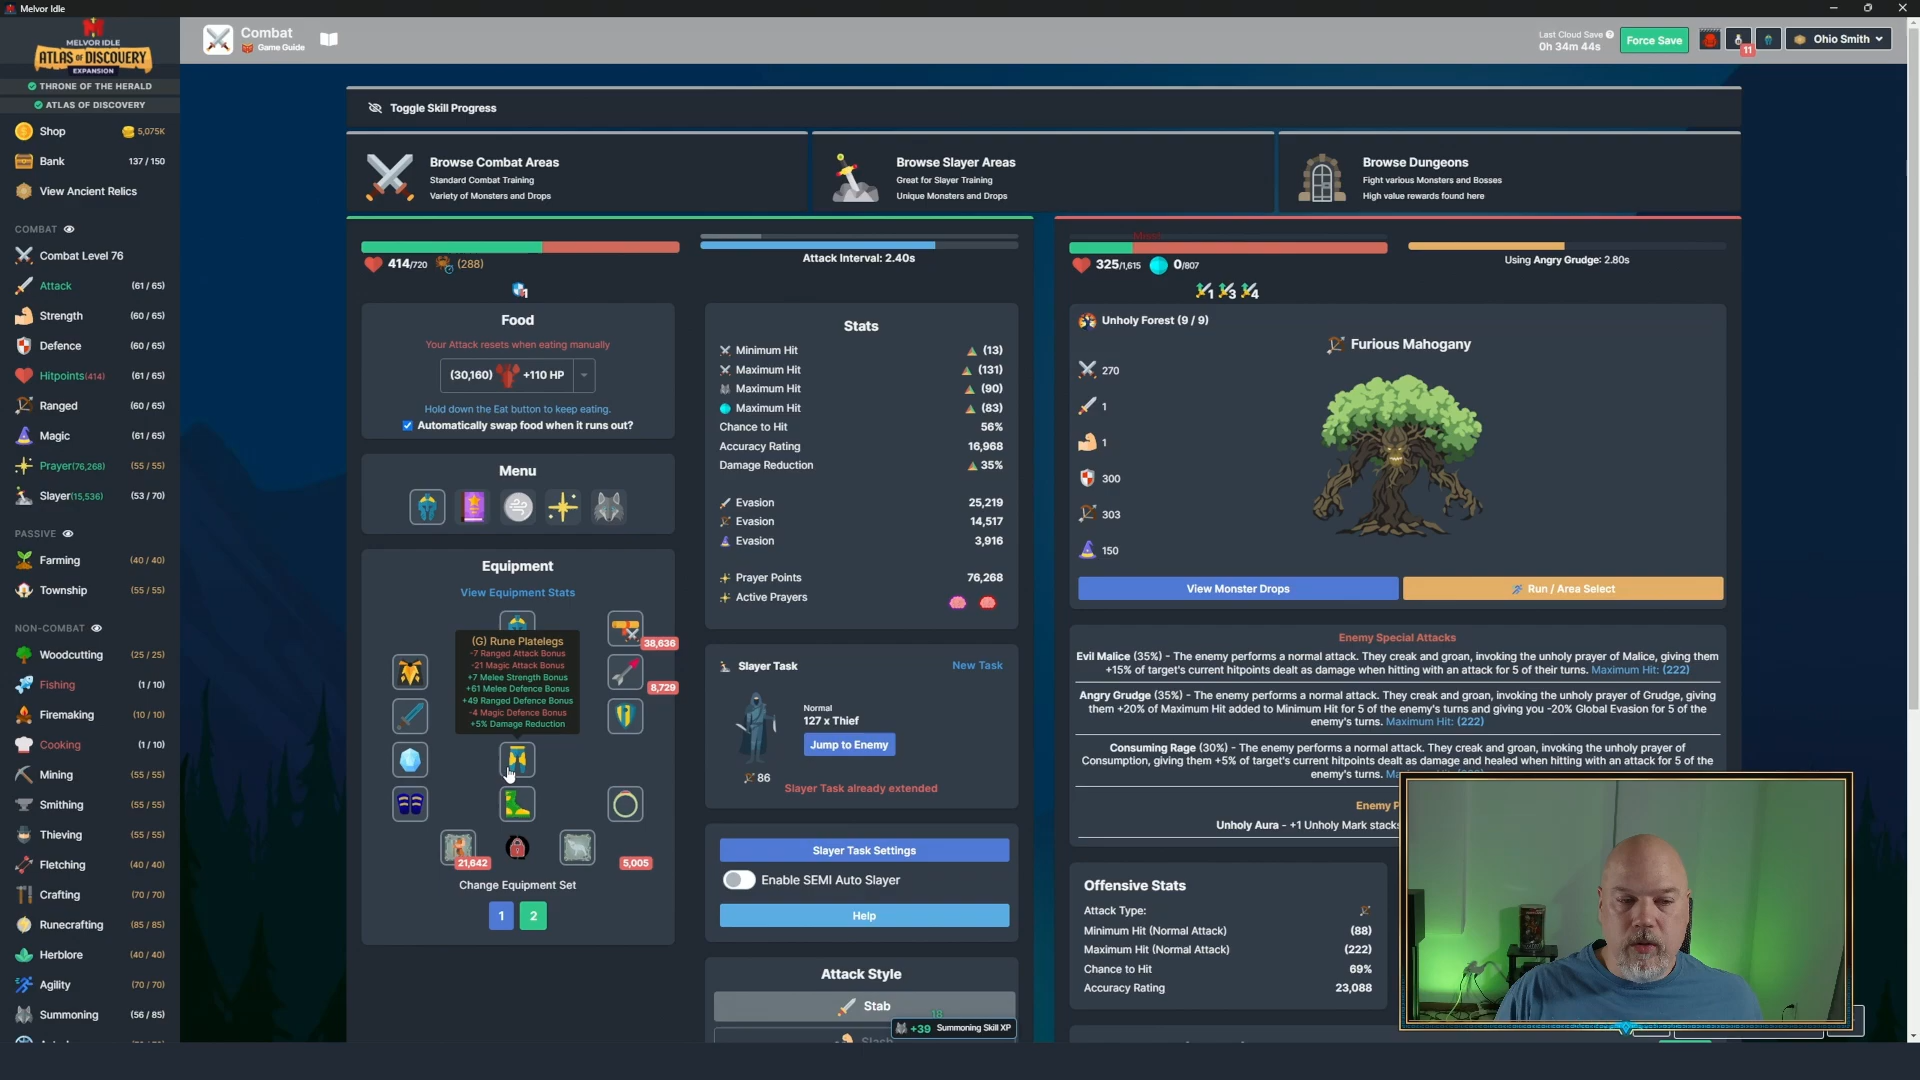 Melvor Idle
MELVOR IDLE
ATLAS OF DISCOVERY
EXPANSION
THRONE OF THE HERALD
ATLAS OF DISCOVERY
Shop 5,075K
Bank 137 / 150
View Ancient Relics
COMBAT
Combat Level 76
Attack (61 / 65)
Strength (60 / 65)
Defence (60 / 65)
Hitpoints(414) (61 / 65)
Ranged (60 / 65)
Magic (61 / 65)
Prayer(76,268) (55 / 55)
Slayer(15,536) (53 / 70)
PASSIVE
Farming (40 / 40)
Township (55 / 55)
NON-COMBAT
Woodcutting (25 / 25)
Fishing (1 / 10)
Firemaking (10 / 10)
Cooking (1 / 10)
Mining (55 / 55)
Smithing (55 / 55)
Thieving (55 / 55)
Fletching (40 / 40)
Crafting (70 / 70)
Runecrafting (85 / 85)
Herblore (40 / 40)
Agility (70 / 70)
Summoning (56 / 85)
Combat
Game Guide
Last Cloud Save
0h 34m 44s
Force Save
11
Ohio Smith
Toggle Skill Progress
Browse Combat Areas
Standard Combat Training
Variety of Monsters and Drops
Browse Slayer Areas
Great for Slayer Training
Unique Monsters and Drops
Browse Dungeons
Fight various Monsters and Bosses
High value rewards found here
414/720 (288)
1
Food
Your Attack resets when eating manually
(30,160) +110 HP
Hold down the Eat button to keep eating.
Automatically swap food when it runs out?
Menu
Equipment
View Equipment Stats
(G) Rune Platelegs
-7 Ranged Attack Bonus
-21 Magic Attack Bonus
+7 Melee Strength Bonus
+61 Melee Defence Bonus
+49 Ranged Defence Bonus
-4 Magic Defence Bonus
+5% Damage Reduction
38,636
8,729
21,642
5,005
Change Equipment Set
1 2
Attack Interval: 2.40s
Stats
Minimum Hit (13)
Maximum Hit (131)
Maximum Hit (90)
Maximum Hit (83)
Chance to Hit 56%
Accuracy Rating 16,968
Damage Reduction 35%
Evasion 25,219
Evasion 14,517
Evasion 3,916
Prayer Points 76,268
Active Prayers
Slayer Task New Task
Normal
127 x Thief
Jump to Enemy
86
Slayer Task already extended
Slayer Task Settings
Enable SEMI Auto Slayer
Help
Attack Style
Stab
18
+39 Summoning Skill XP
Slash
325/1,615 0/807
Using Angry Grudge: 2.80s
1 3 4
Unholy Forest (9 / 9)
Furious Mahogany
270
1
1
300
303
150
View Monster Drops
Run / Area Select
Enemy Special Attacks
Evil Malice (35%) - The enemy performs a normal attack. They creak and groan, invoking the unholy prayer of Malice, giving them
+15% of target's current hitpoints dealt as damage when hitting with an attack for 5 of their turns. Maximum Hit: (222)
Angry Grudge (35%) - The enemy performs a normal attack. They creak and groan, invoking the unholy prayer of Grudge, giving
them +20% of Maximum Hit added to Minimum Hit for 5 of the enemy's turns and giving you -20% Global Evasion for 5 of the
enemy's turns. Maximum Hit: (222)
Consuming Rage (30%) - The enemy performs a normal attack. They creak and groan, invoking the unholy prayer of
Consumption, giving them +5% of target's current hitpoints dealt as damage and healed when hitting with an attack for 5 of the
enemy's turns.
Enemy P
Unholy Aura - +1 Unholy Mark stacks
Offensive Stats
Attack Type:
Minimum Hit (Normal Attack) (88)
Maximum Hit (Normal Attack) (222)
Chance to Hit 69%
Accuracy Rating 23,088